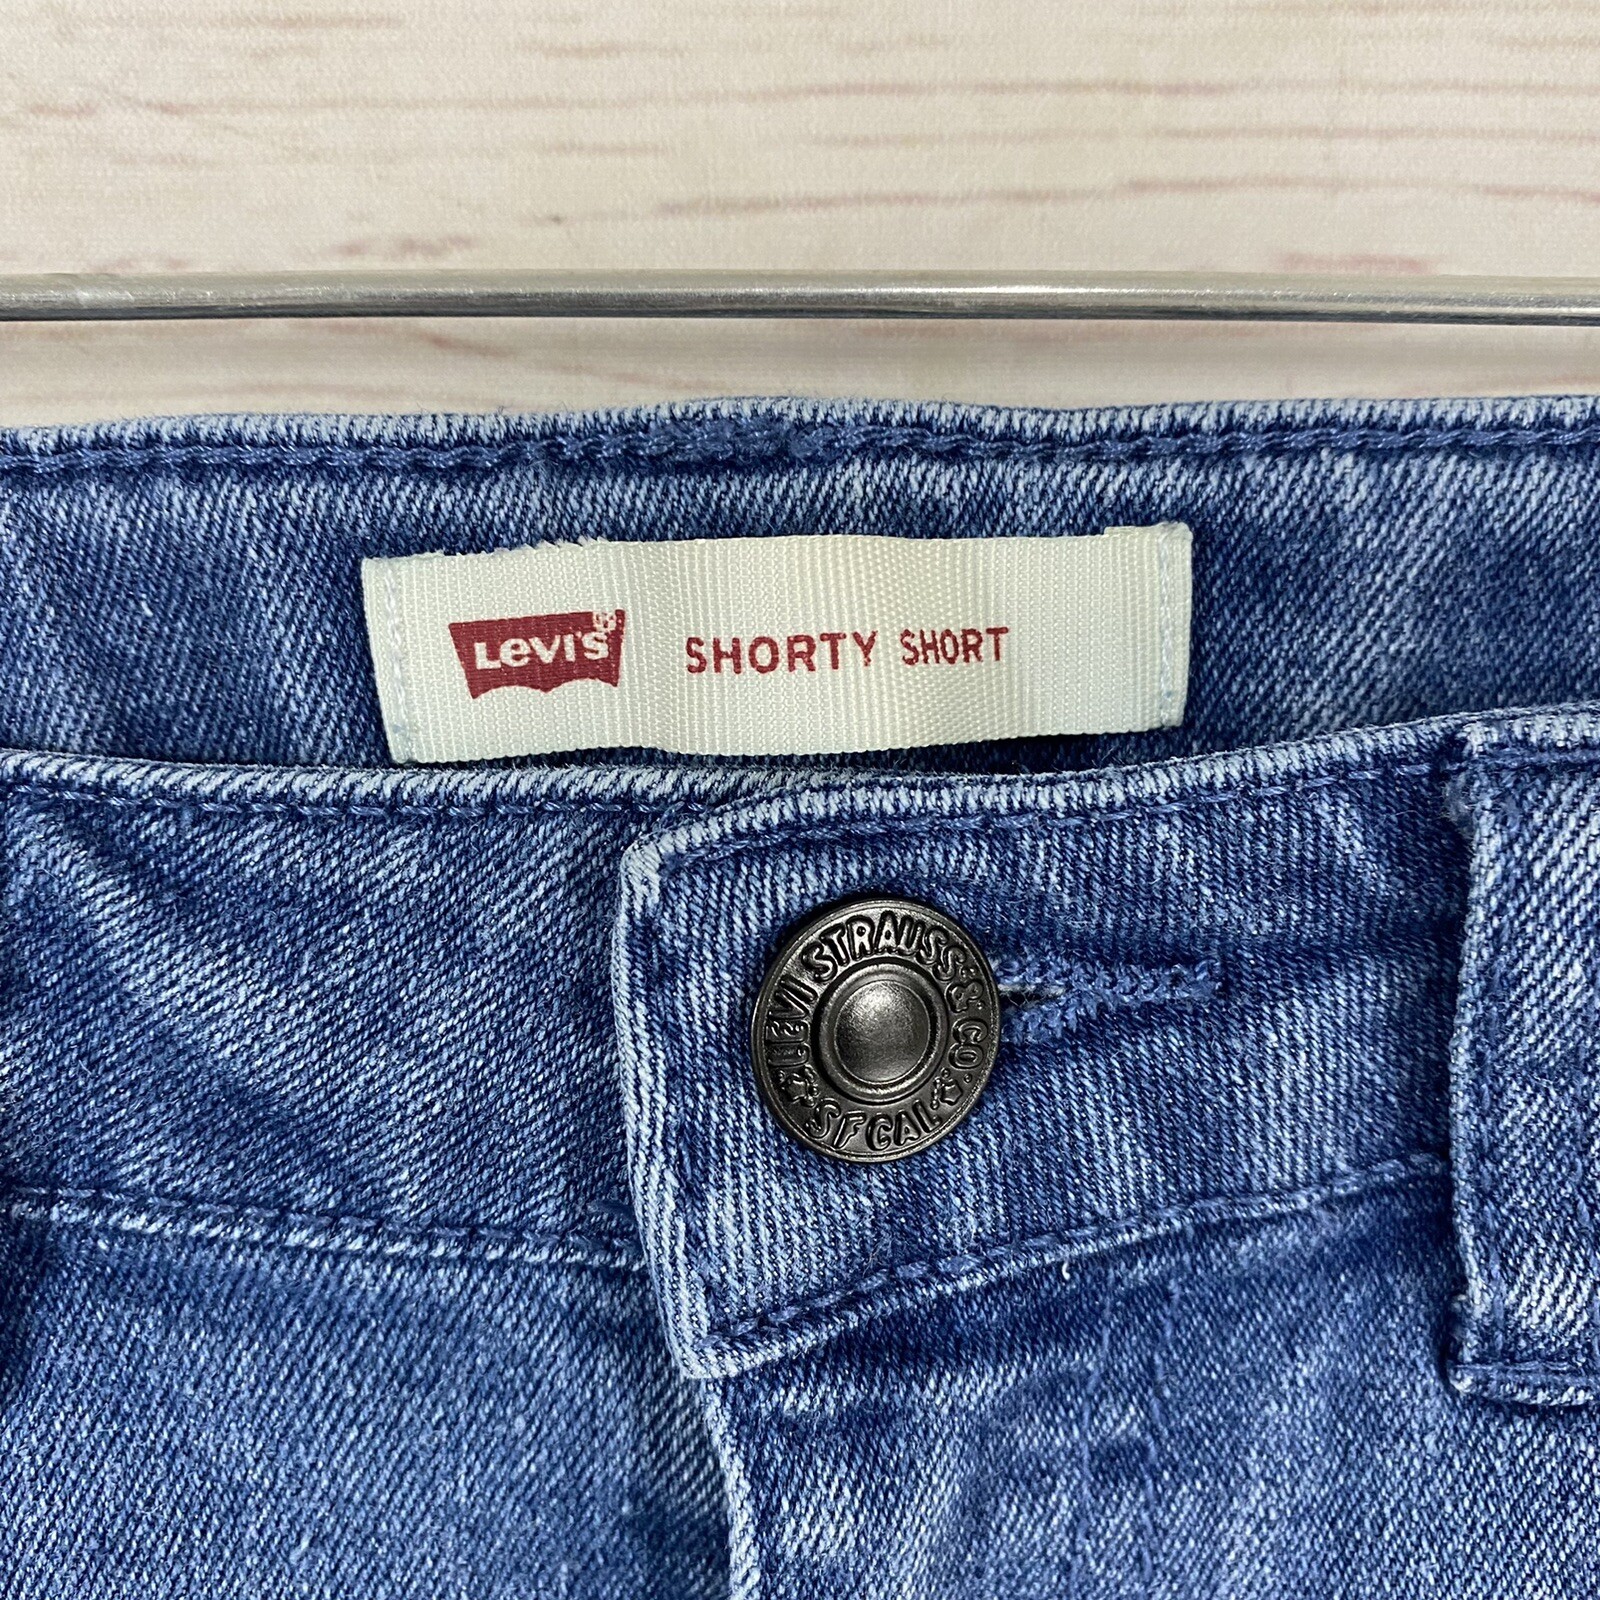 Levi's®
SHORTY SHORT
LEVI STRAUSS & CO.
SF CAL